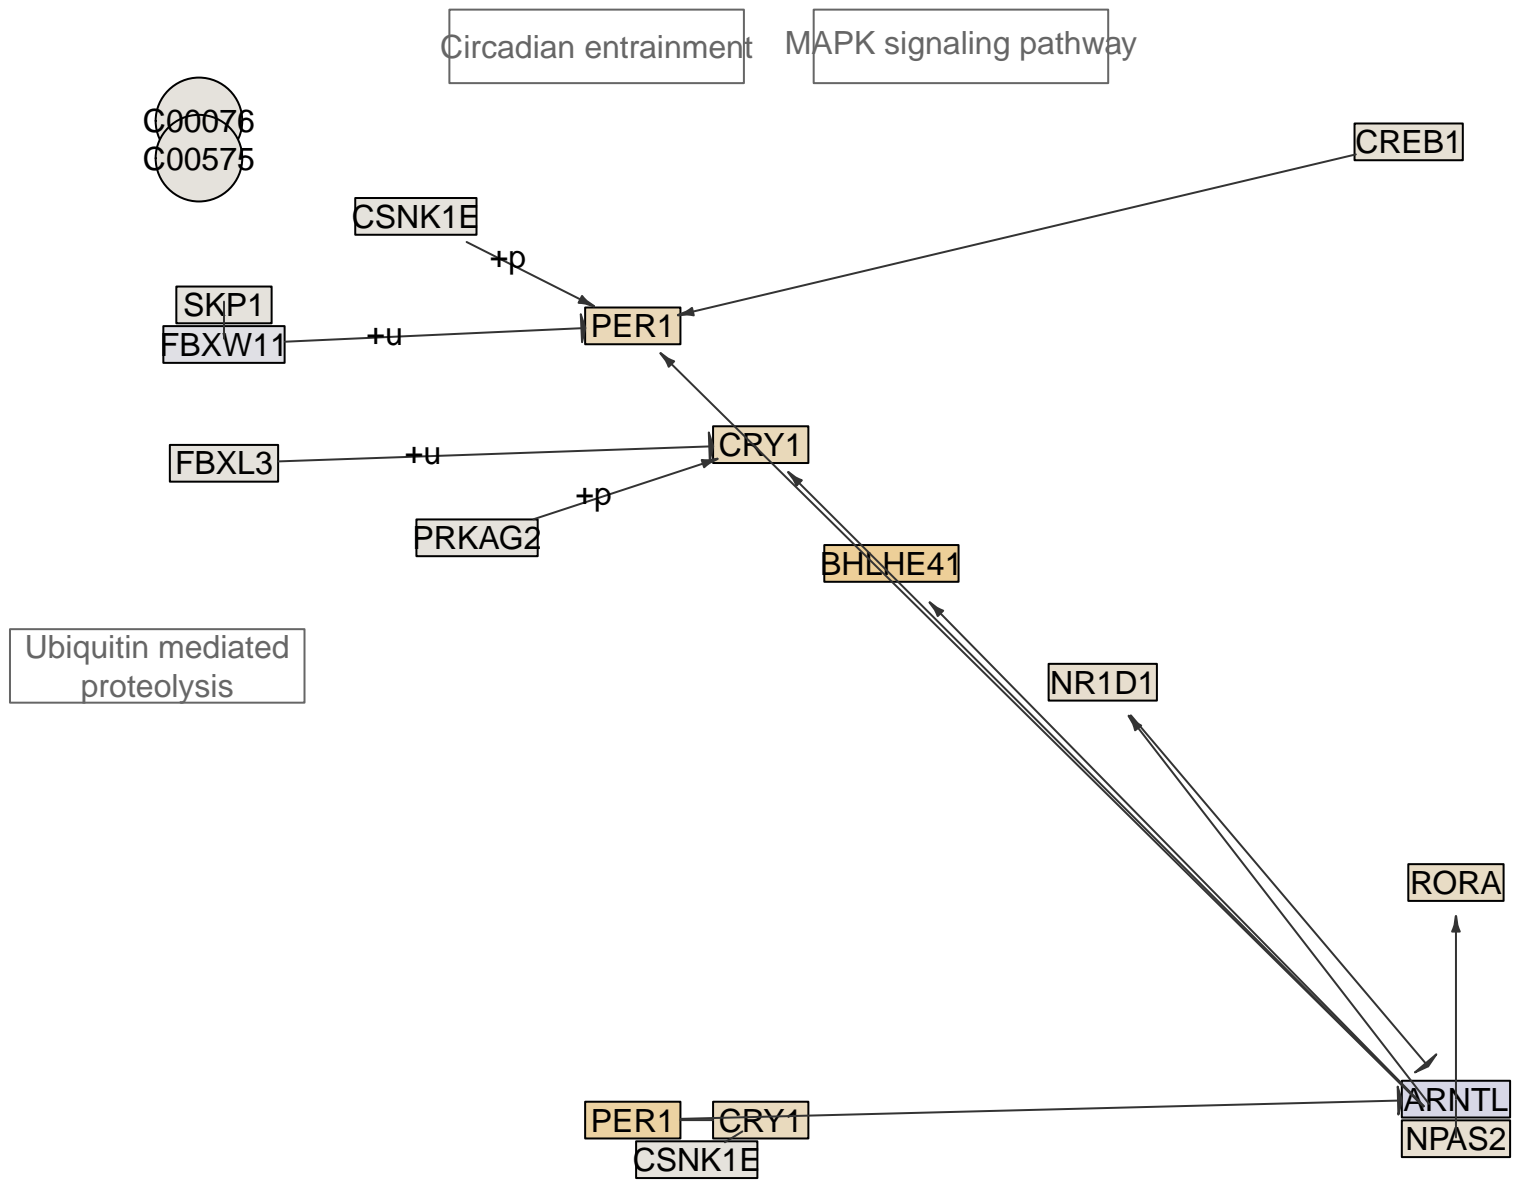 Circadian entrainment
MAPK signaling pathway
C00076
CREB1
C00575
CSNK1E
+p
SKP1
PER1
FBXW11
+u
CRY1
FBXL3
+u
+p
PRKAG2
BHLHE41
Ubiquitin mediated
proteolysis
NR1D1
RORA
ARNTL
PER1
CRY1
NPAS2
CSNK1E